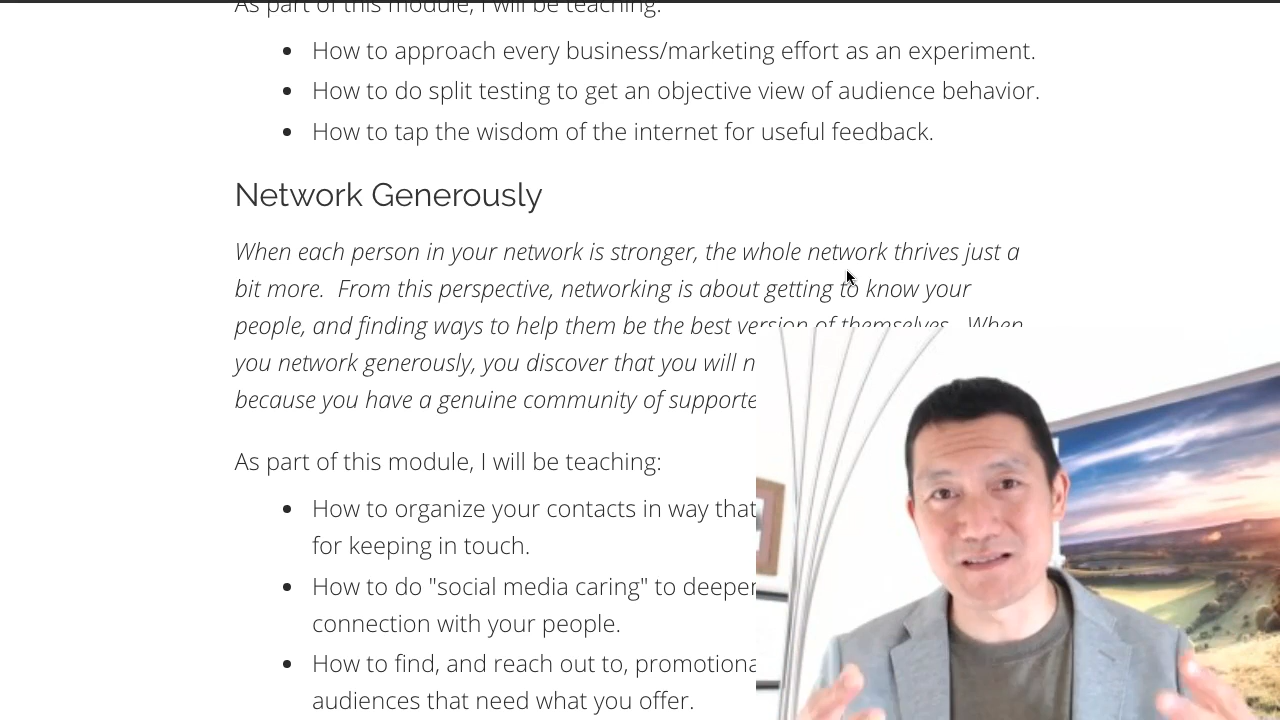 As part of this module, I will be teaching:
How to approach every business/marketing effort as an experiment.
How to do split testing to get an objective view of audience behavior.
How to tap the wisdom of the internet for useful feedback.
Network Generously
When each person in your network is stronger, the whole network thrives just a
bit more. From this perspective, networking is about getting to know your
people, and finding ways to help them be the best version of themselves. When
you network generously, you discover that you will
because you have a genuine community of
As part of this module, I will be teaching:
How to organize your contacts in way that
for keeping in touch.
How to do "social media caring" to
connection with your people.
How to find, and reach out to,
audiences that need what you offer.